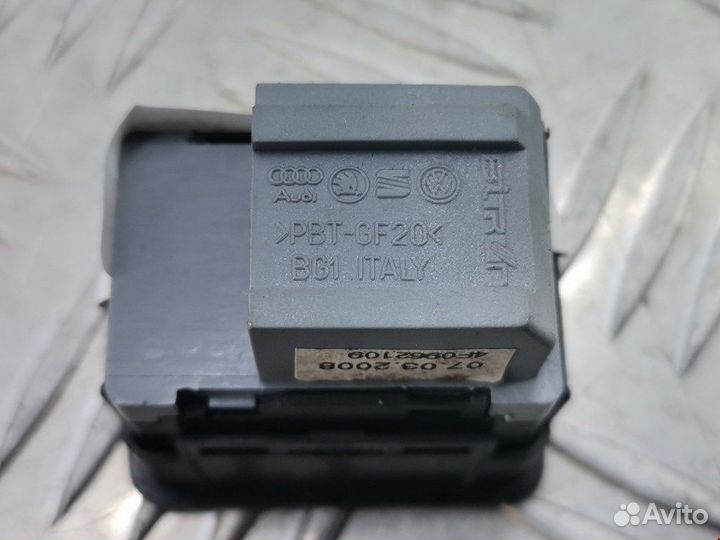 Audi
>PBT-GF20<
BG1 ITALY
07.03.2008
4F0962109
Avito